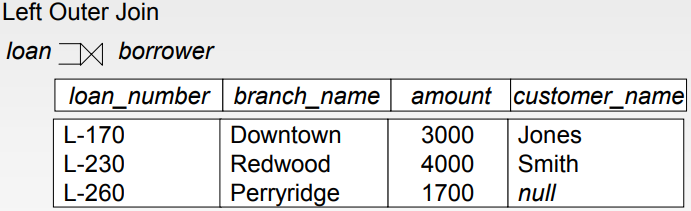 Left Outer Join
loan ⟕ borrower
loan_number branch_name amount customer_name
L-170 Downtown 3000 Jones
L-230 Redwood 4000 Smith
L-260 Perryridge 1700 null